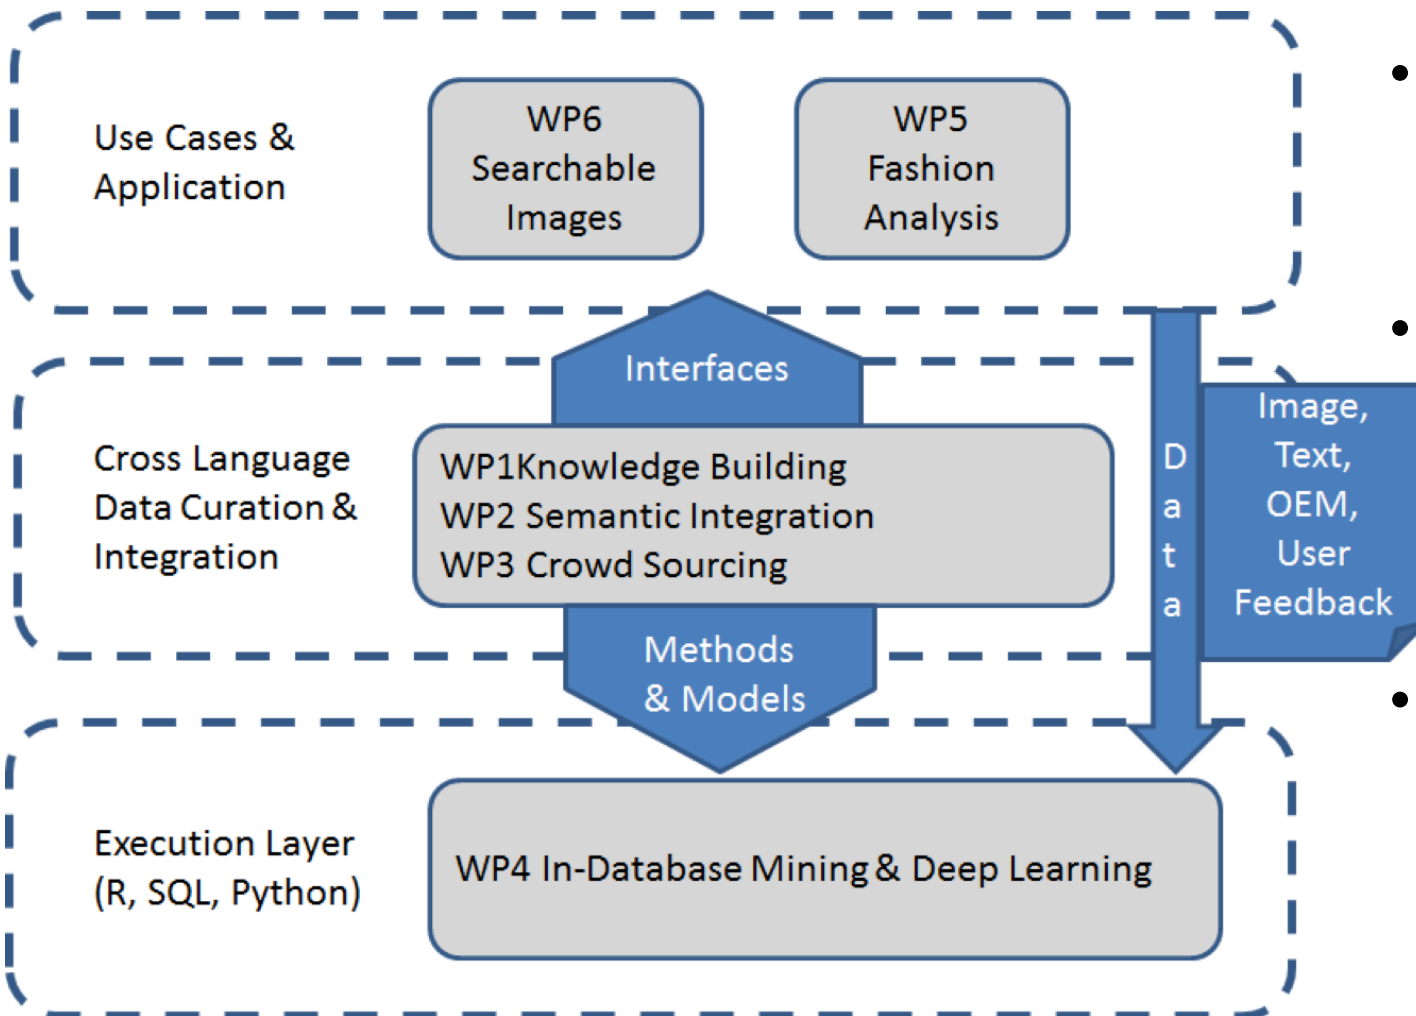 Use Cases &
Application
WP6
Searchable
Images
WP5
Fashion
Analysis
Interfaces
Cross Language
Data Curation &
Integration
WP1Knowledge Building
WP2 Semantic Integration
WP3 Crowd Sourcing
D
a
t
a
Image,
Text,
OEM,
User
Feedback
Methods
& Models
Execution Layer
(R, SQL, Python)
WP4 In-Database Mining & Deep Learning